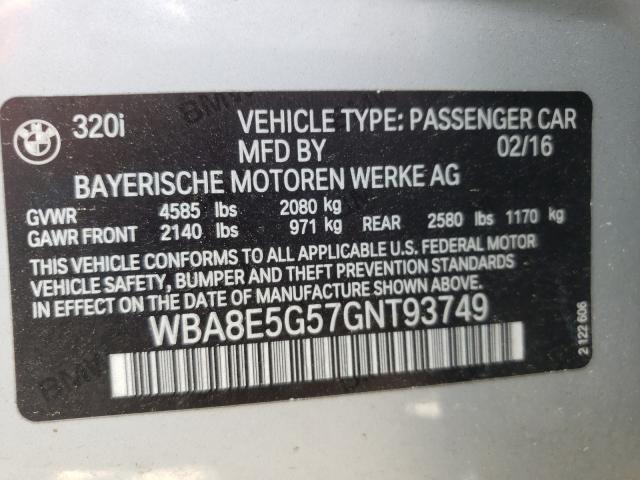 BMW 320i VEHICLE TYPE: PASSENGER CAR
MFD BY 02/16
BAYERISCHE MOTOREN WERKE AG
GVWR 4585 lbs 2080 kg
GAWR FRONT 2140 lbs 971 kg REAR 2580 lbs 1170 kg
THIS VEHICLE CONFORMS TO ALL APPLICABLE U.S. FEDERAL MOTOR
VEHICLE SAFETY, BUMPER AND THEFT PREVENTION STANDARDS
IN EFFECT ON THE DATE OF MANUFACTURE SHOWN ABOVE.
WBA8E5G57GNT93749
2 122 606